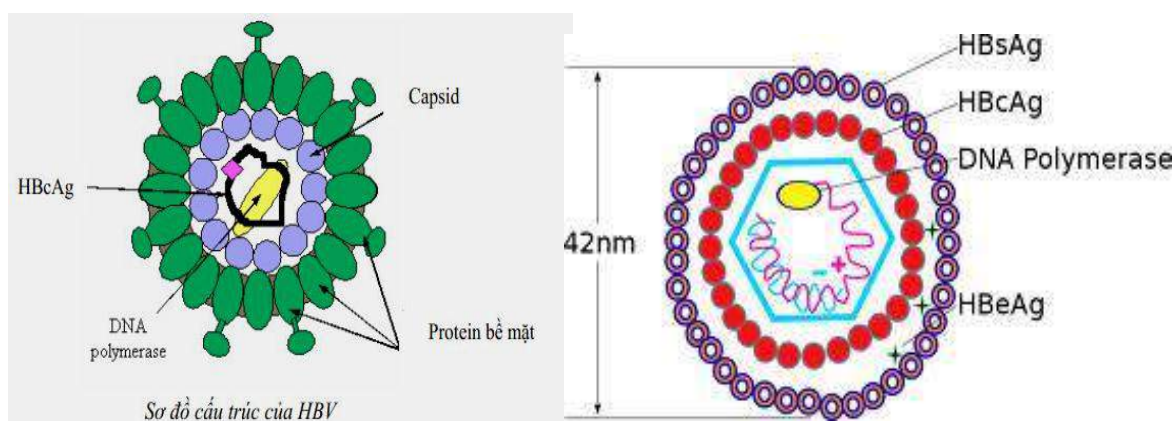 Capsid
HBcAg
DNA
polymerase
Protein bề mặt
Sơ đồ cấu trúc của HBV
HBsAg
HBcAg
DNA Polymerase
42nm
+
-
HBeAg